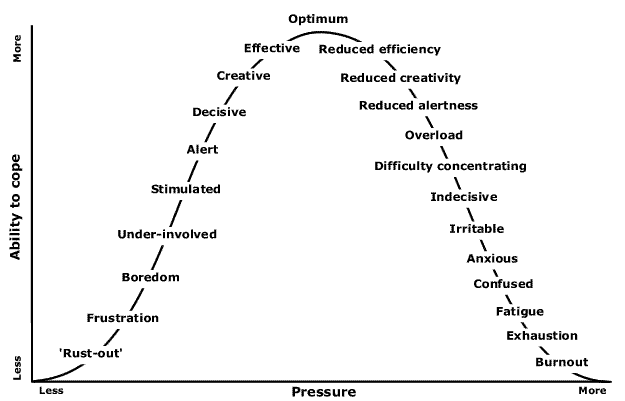 Optimum
More
Effective
Reduced efficiency
Creative
Reduced creativity
Decisive
Reduced alertness
Overload
Alert
Difficulty concentrating
Stimulated
Indecisive
Ability to cope
Under-involved
Irritable
Anxious
Boredom
Confused
Frustration
Fatigue
Exhaustion
'Rust-out'
Burnout
Less
Less
Pressure
More